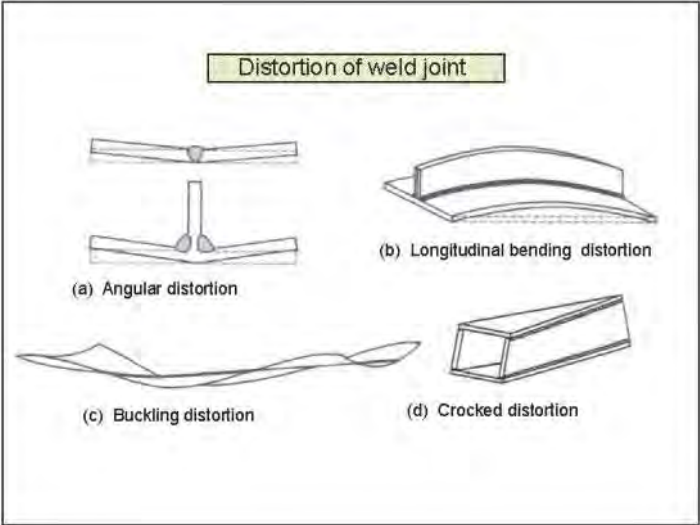 Distortion of weld joint
(a) Angular distortion
(b) Longitudinal bending distortion
(c) Buckling distortion
(d) Crocked distortion